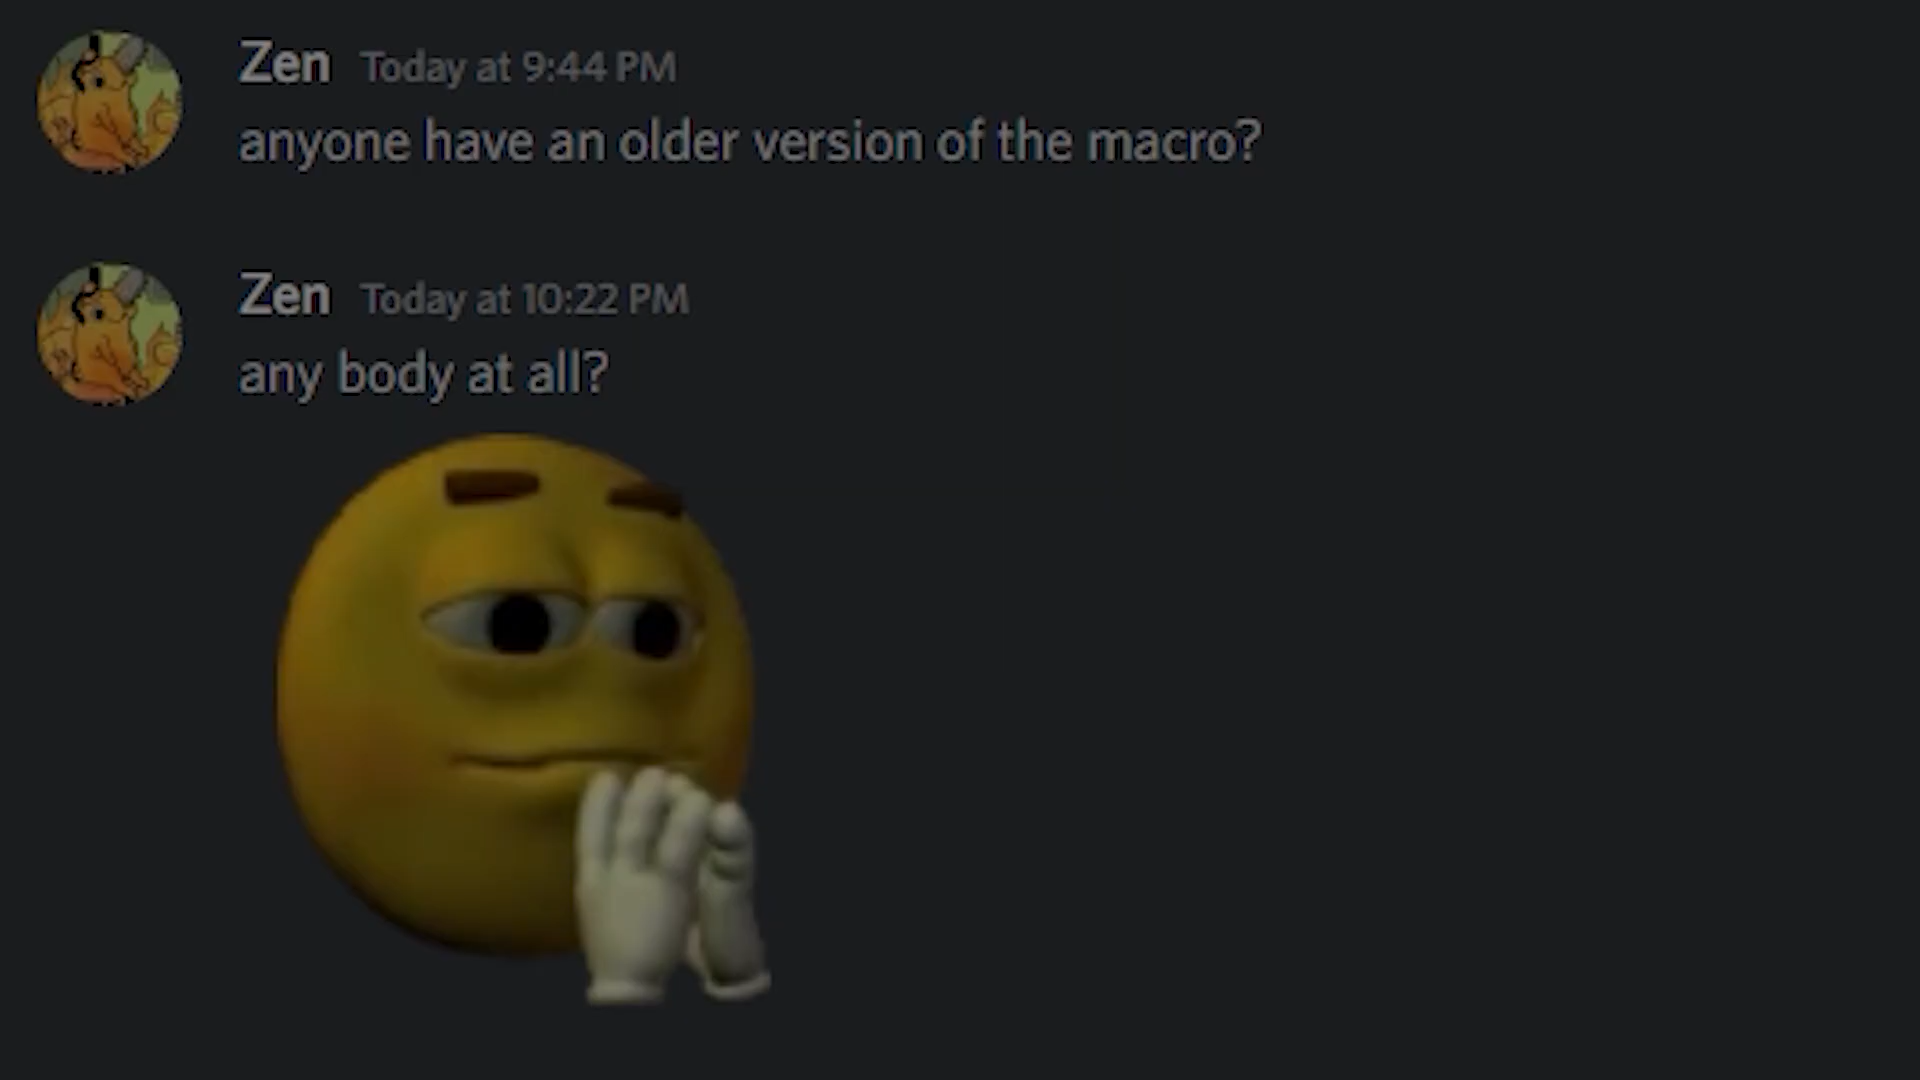 Zen Today at 9:44 PM
anyone have an older version of the macro?
Zen Today at 10:22 PM
any body at all?